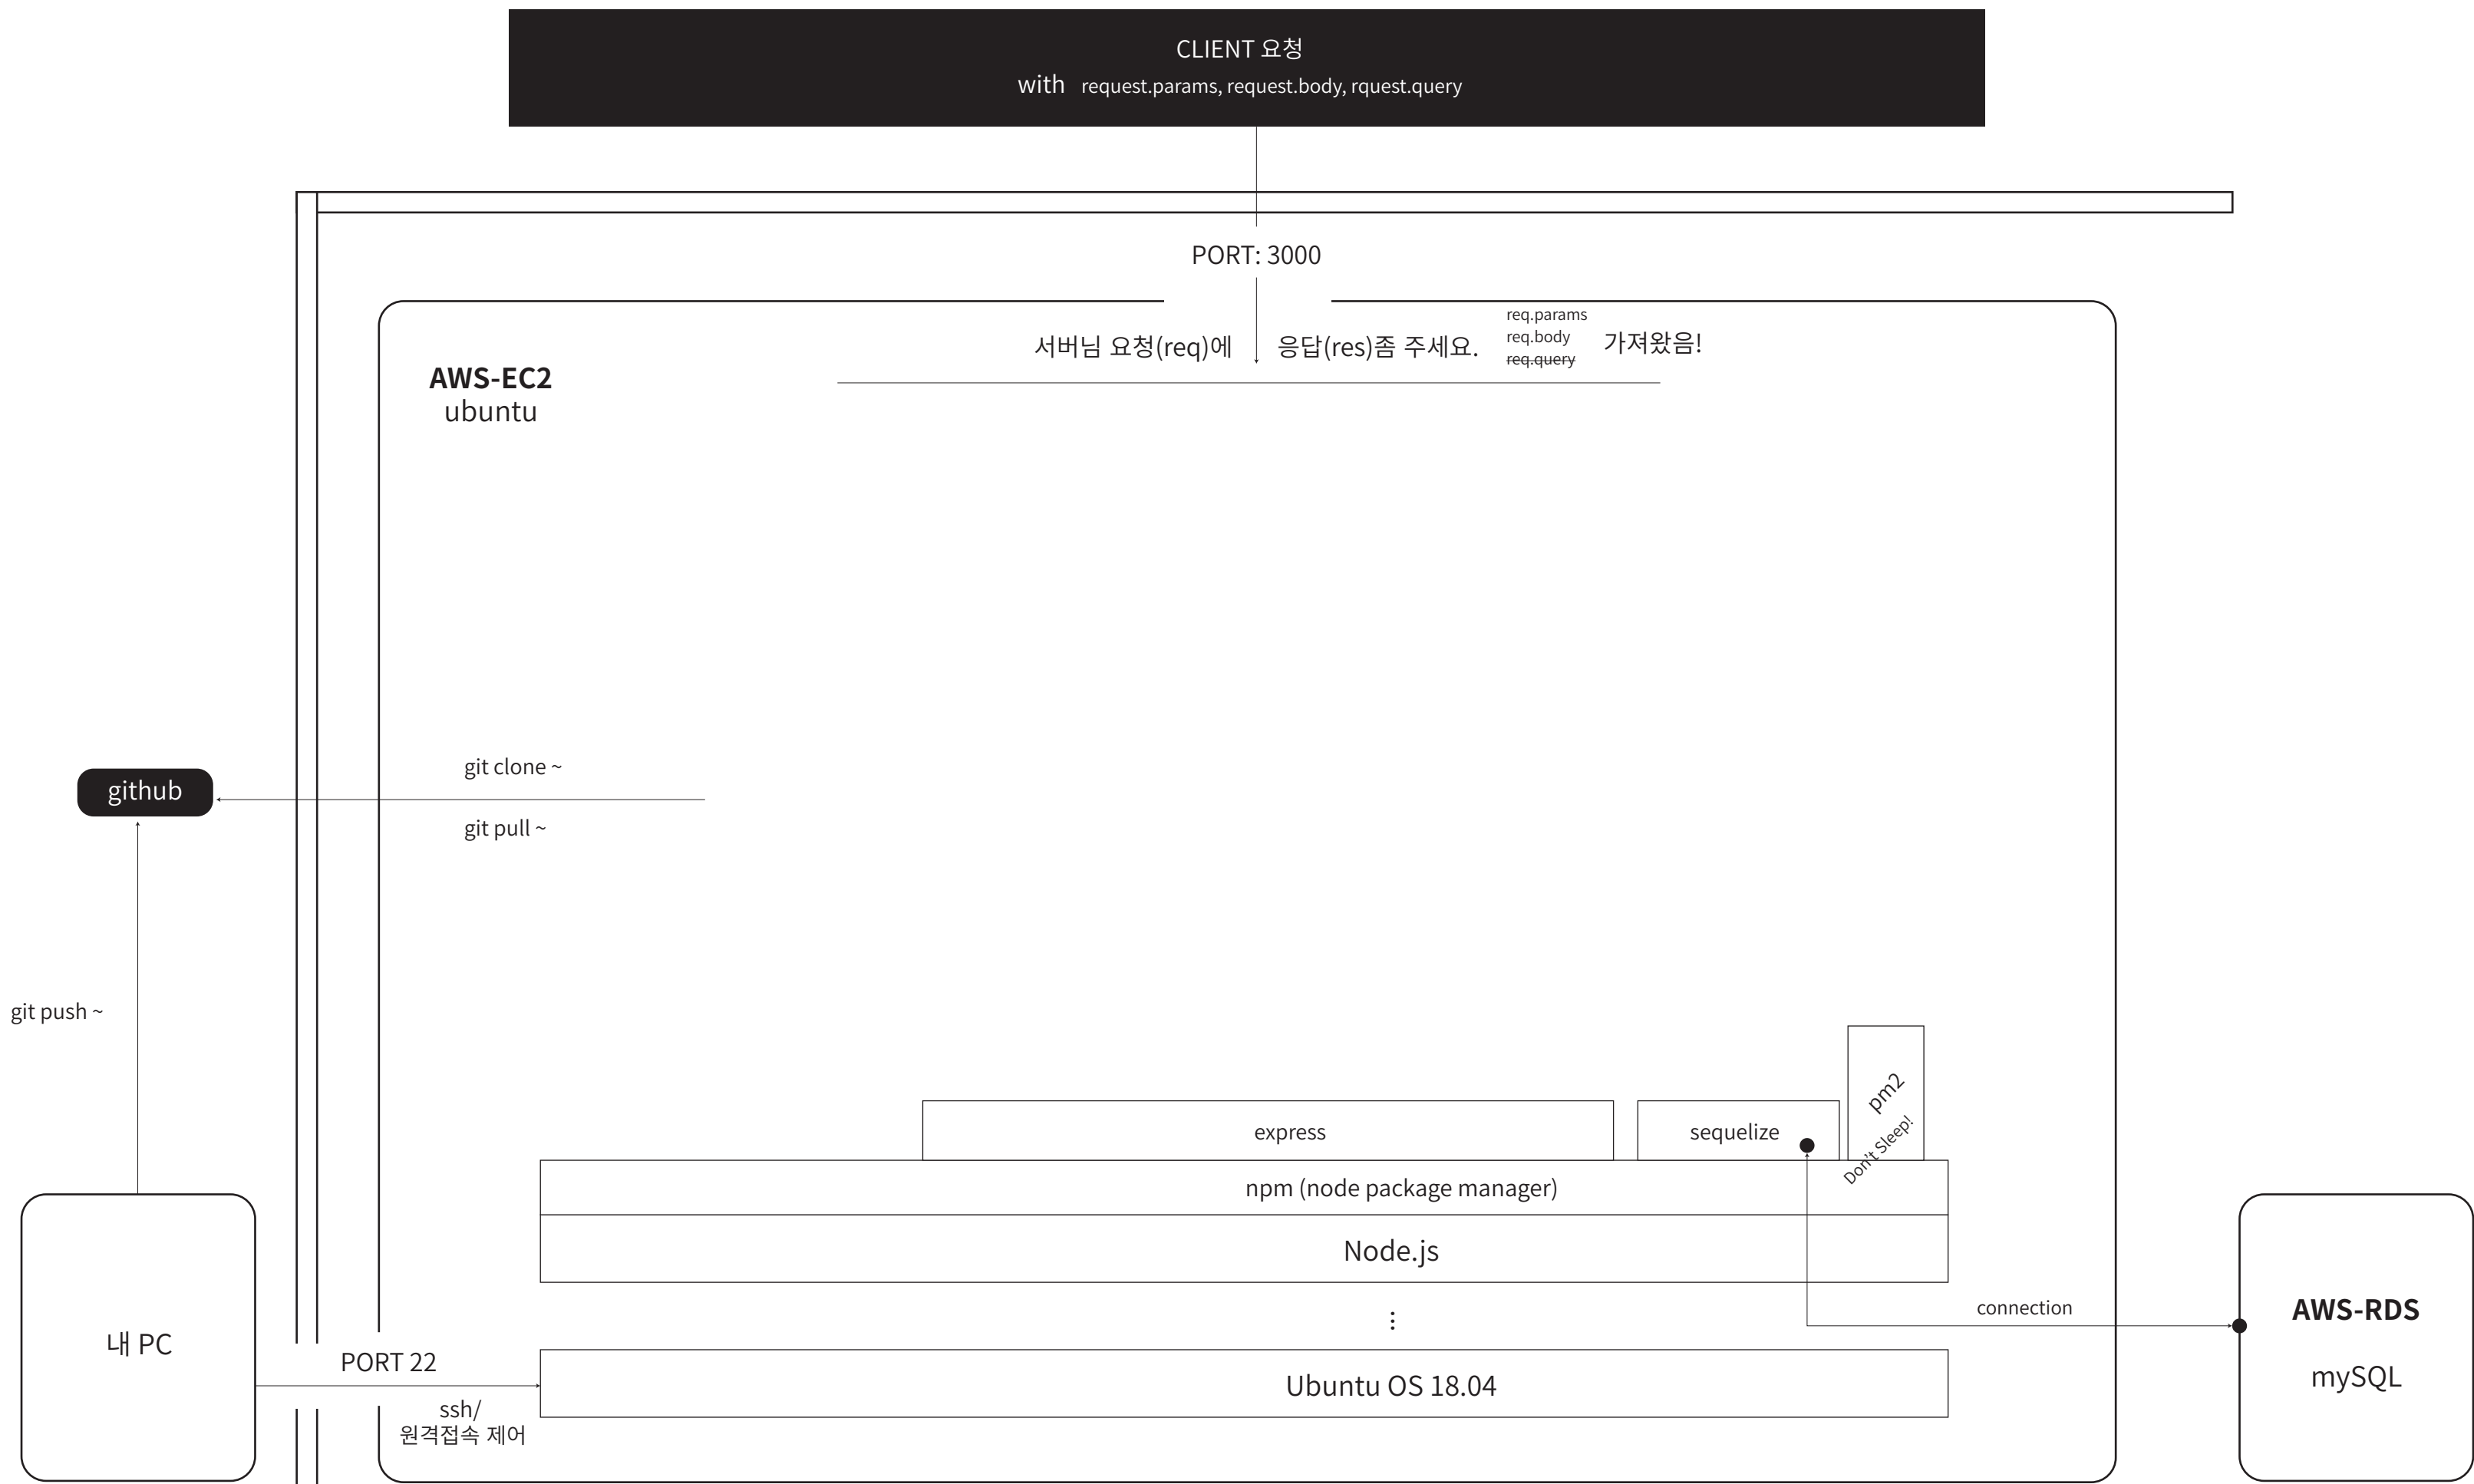 CLIENT 요청
with request.params, request.body, rquest.query
PORT: 3000
서버님 요청(req)에 응답(res)좀 주세요.
req.params
req.body
req.query
가져왔음!
AWS-EC2
ubuntu
git clone ~
github
git pull ~
git push ~
pm2
Don't Sleep!
express
sequelize
npm (node package manager)
Node.js
⋮
connection
AWS-RDS
mySQL
내 PC
PORT 22
ssh/
원격접속 제어
Ubuntu OS 18.04